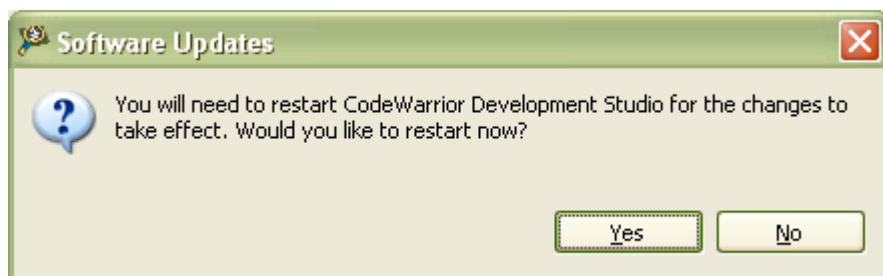 Software Updates
You will need to restart CodeWarrior Development Studio for the changes to
take effect. Would you like to restart now?
Yes No